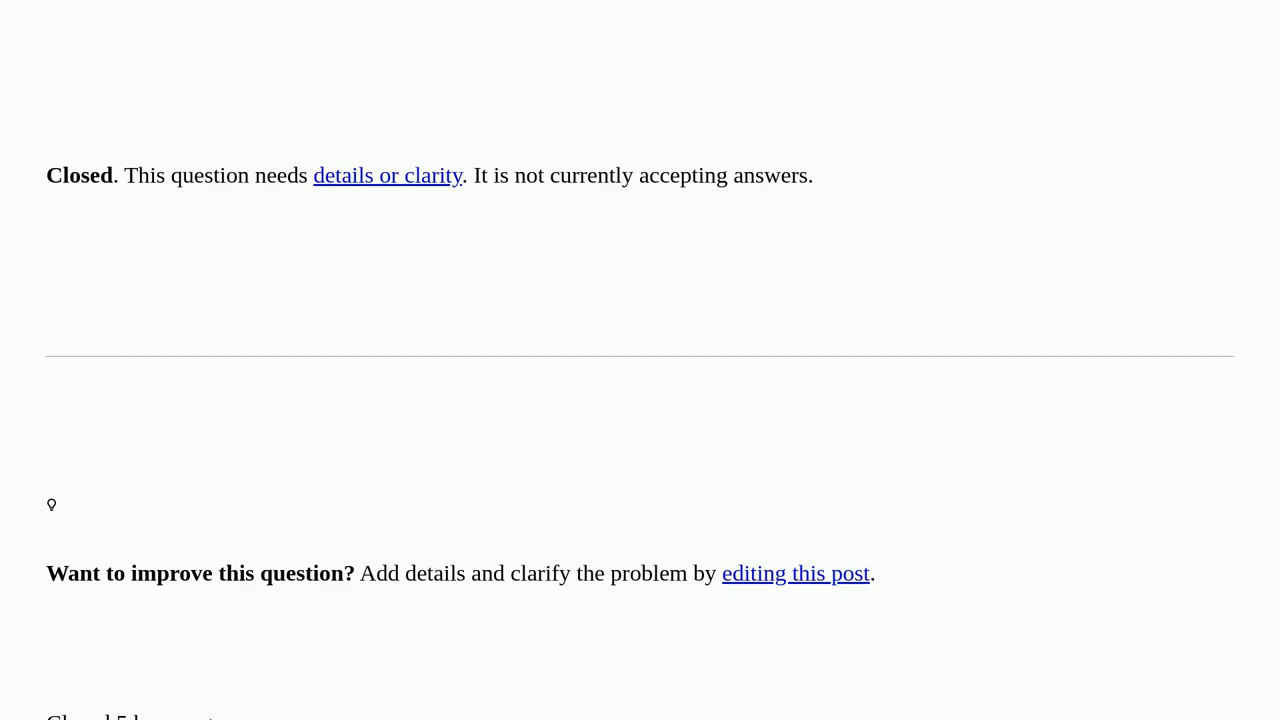 Closed. This question needs details or clarity. It is not currently accepting answers.
Want to improve this question? Add details and clarify the problem by editing this post.